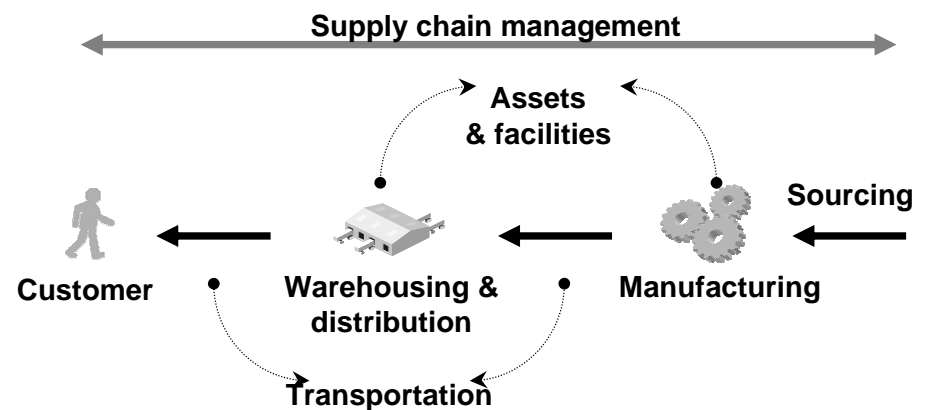 Supply chain management
Assets
& facilities
Sourcing
Customer
Warehousing &
distribution
Manufacturing
Transportation